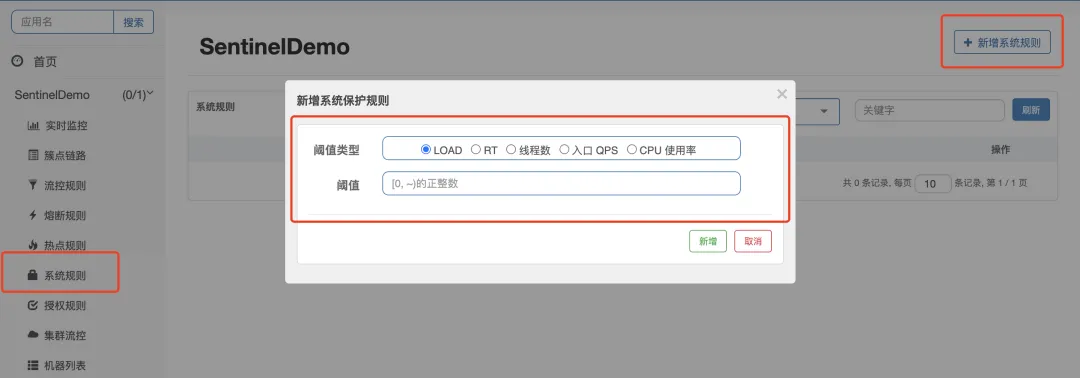 应用名 搜索
首页
SentinelDemo (0/1)
实时监控
簇点链路
流控规则
熔断规则
热点规则
系统规则
授权规则
集群流控
机器列表
SentinelDemo
+ 新增系统规则
系统规则
关键字 刷新
操作
共 0 条记录, 每页 10 条记录, 第 1 / 1 页
新增系统保护规则 ×
阈值类型 LOAD RT 线程数 入口 QPS CPU 使用率
阈值 [0, ~)的正整数
新增 取消